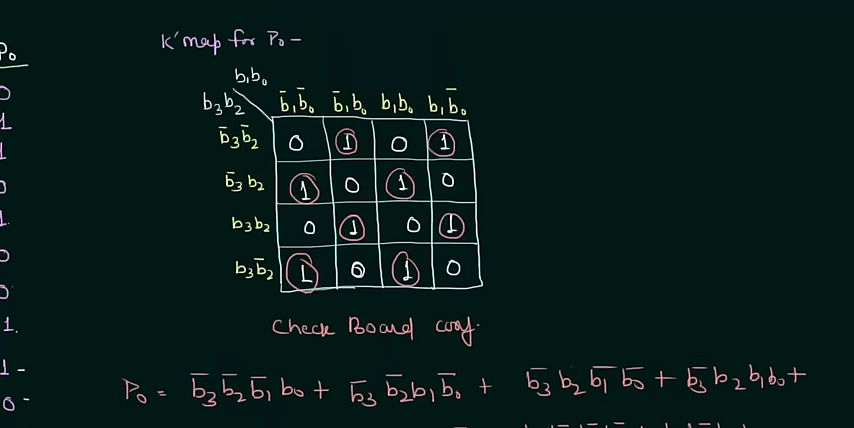 K' map for P₀ -
P₀
b₁b₀
b₃b₂ b̄₁b̄₀ b̄₁b₀ b₁b₀ b₁b̄₀
0
b̄₃b̄₂ 0 1 0 1
1
1
b̄₃b₂ 1 0 1 0
0
b₃b₂ 0 1 0 1
1.
0
b₃b̄₂ 1 0 1 0
0
Check Board conf.
1.
1 -
P₀ = b̄₃b̄₂b̄₁b₀ + b̄₃b̄₂b₁b̄₀ + b̄₃b₂b̄₁b̄₀ + b̄₃b₂b₁b₀ +
0 -